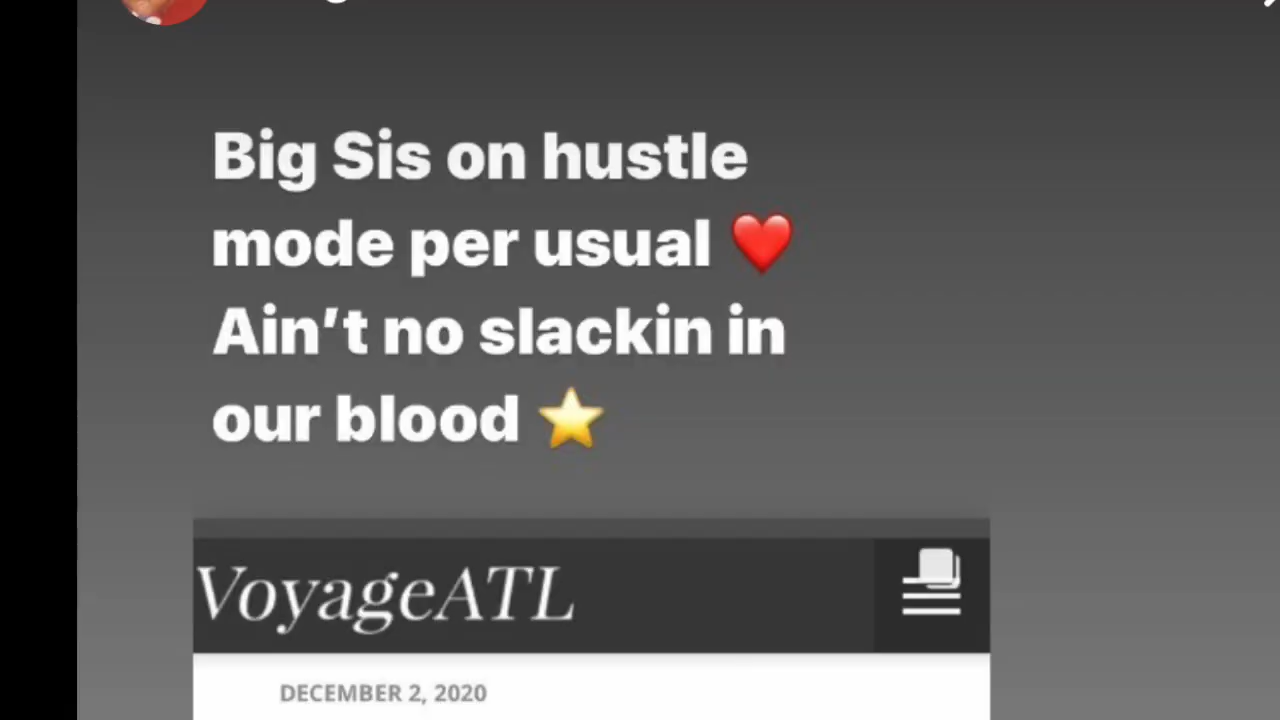 Big Sis on hustle
mode per usual ❤️
Ain’t no slackin in
our blood ⭐
VoyageATL
DECEMBER 2, 2020